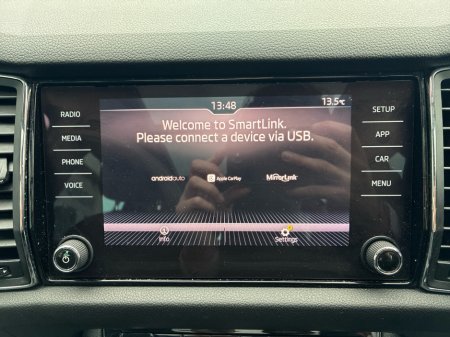 13:48
13.5°C
RADIO
MEDIA
PHONE
VOICE
Welcome to SmartLink.
Please connect a device via USB.
androidauto
Apple CarPlay
MirrorLink
Info
Settings
SETUP
APP
CAR
MENU